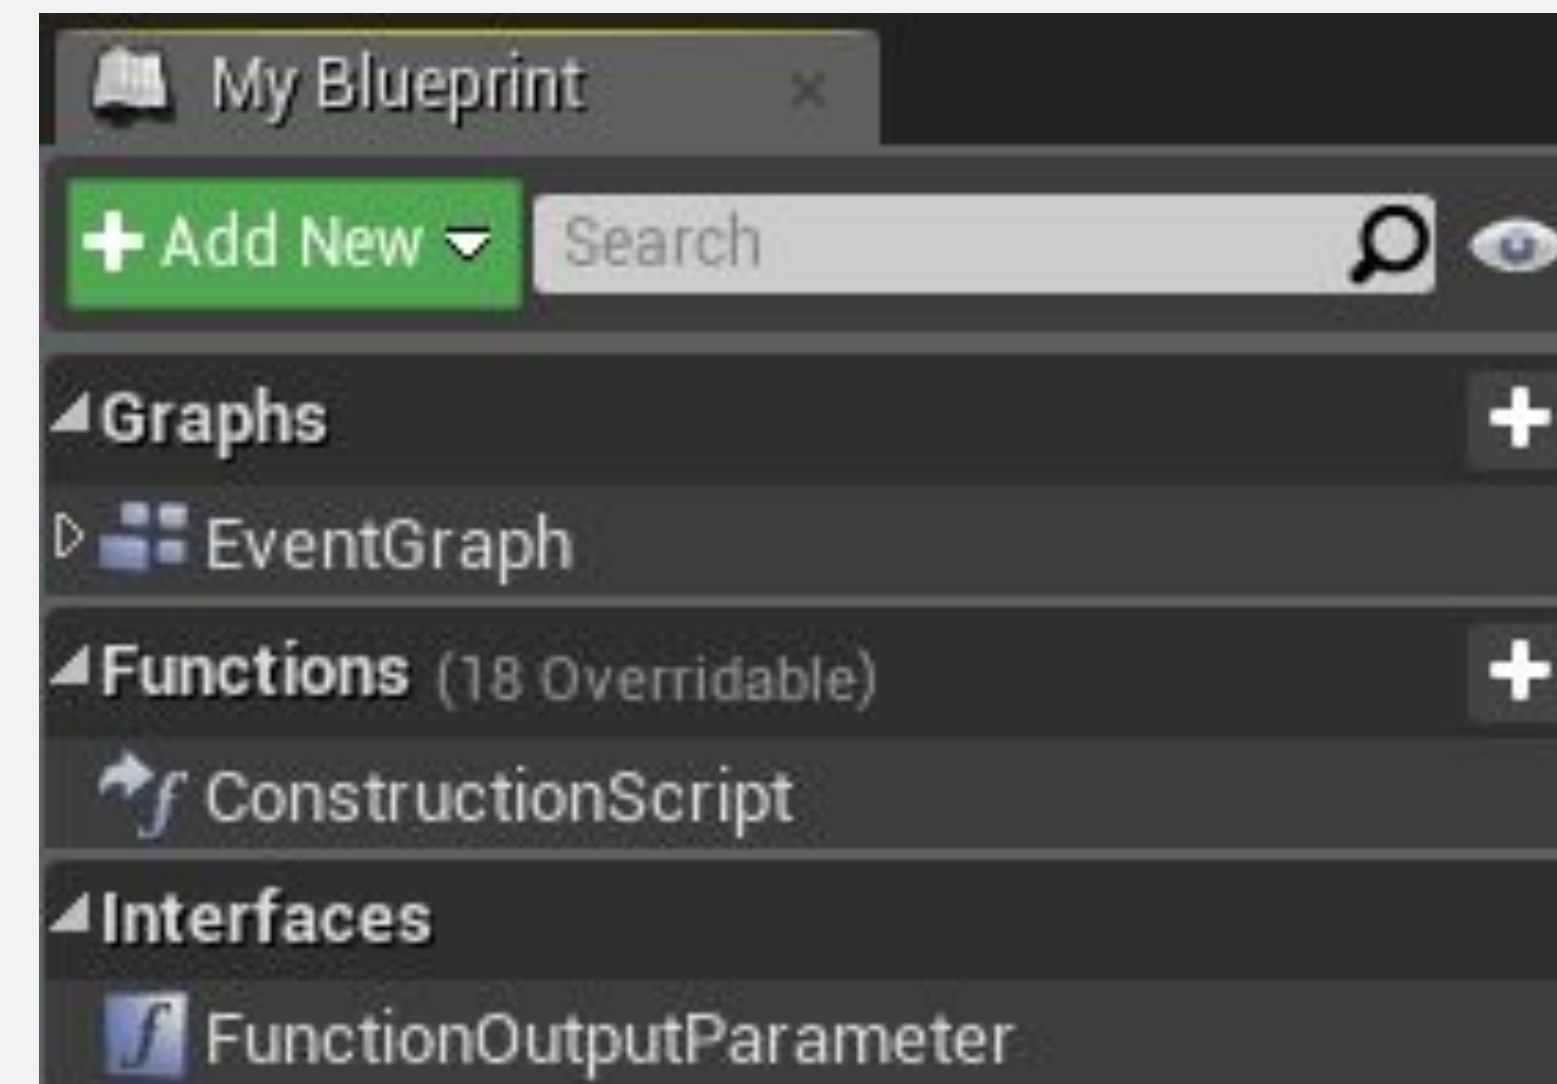 My Blueprint
Add New Search
Graphs
EventGraph
Functions (18 Overridable)
ConstructionScript
Interfaces
FunctionOutputParameter